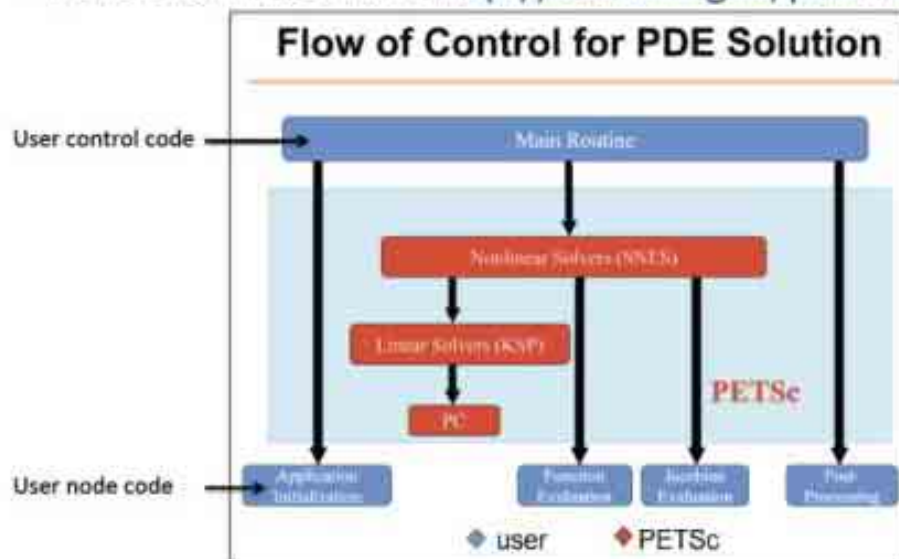 Flow of Control for PDE Solution
User control code
Main Routine
Nonlinear Solvers (SNES)
Linear Solvers (KSP)
PETSc
PC
User node code
Application
Initialization
Function
Evaluation
Jacobian
Evaluation
Post-
Processing
user
PETSc